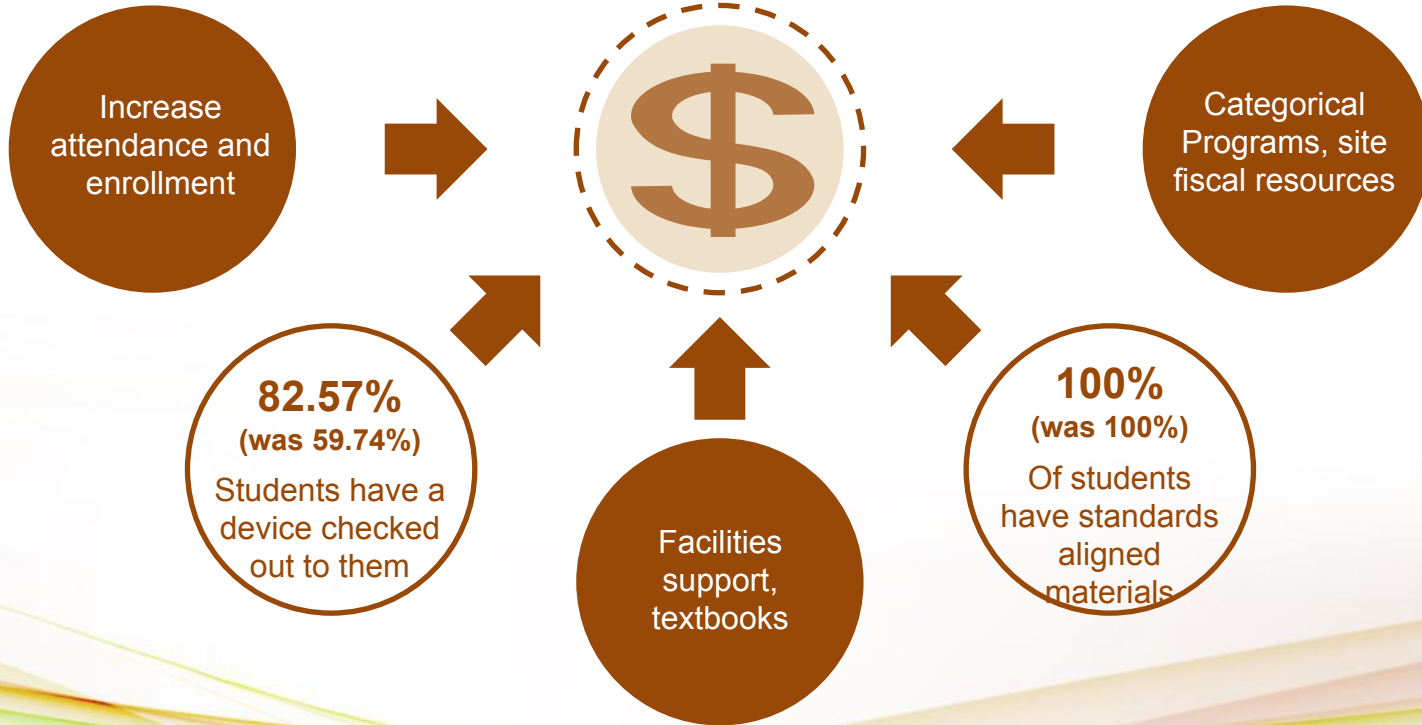 Increase
attendance and
enrollment
$
Categorical
Programs, site
fiscal resources
82.57%
(was 59.74%)
Students have a
device checked
out to them
Facilities
support,
textbooks
100%
(was 100%)
Of students
have standards
aligned
materials